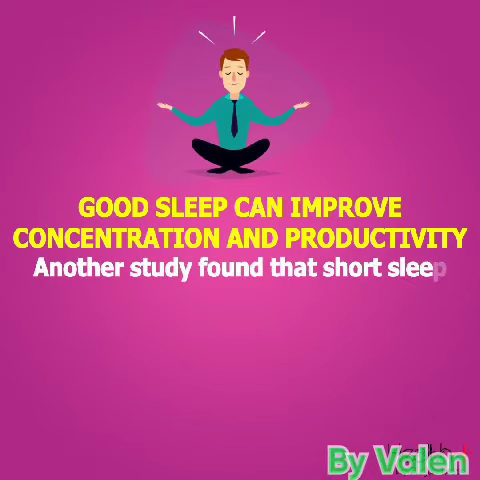 GOOD SLEEP CAN IMPROVE
CONCENTRATION AND PRODUCTIVITY
Another study found that short sleep
By Valen